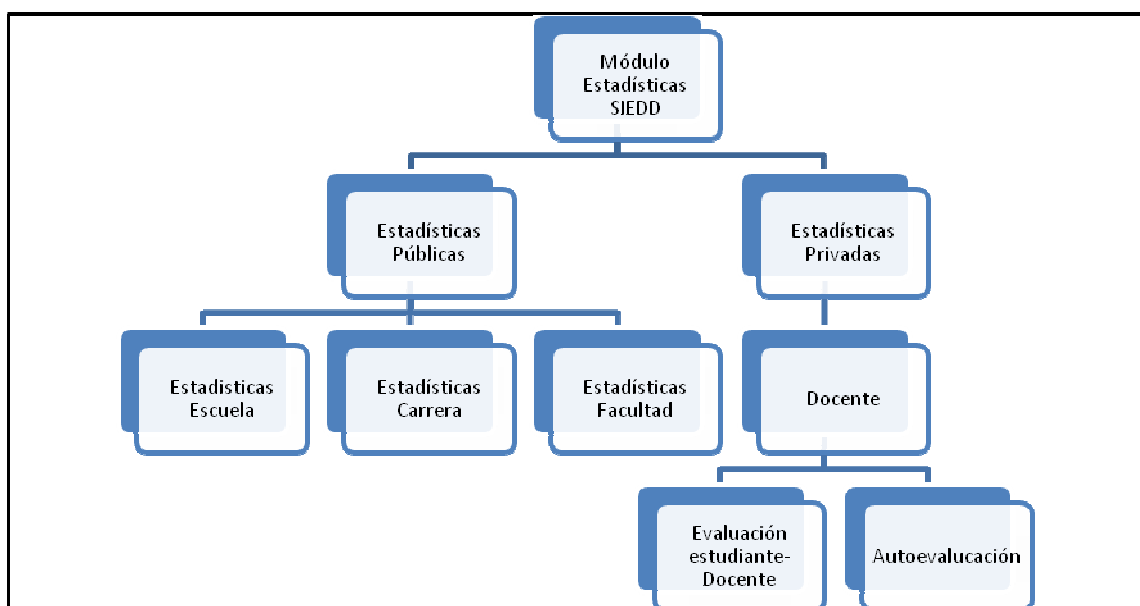 Módulo
Estadísticas
SIEDD
Estadísticas
Públicas
Estadísticas
Privadas
Estadisticas
Escuela
Estadísticas
Carrera
Estadísticas
Facultad
Docente
Evaluación
estudiante-
Docente
Autoevalucación